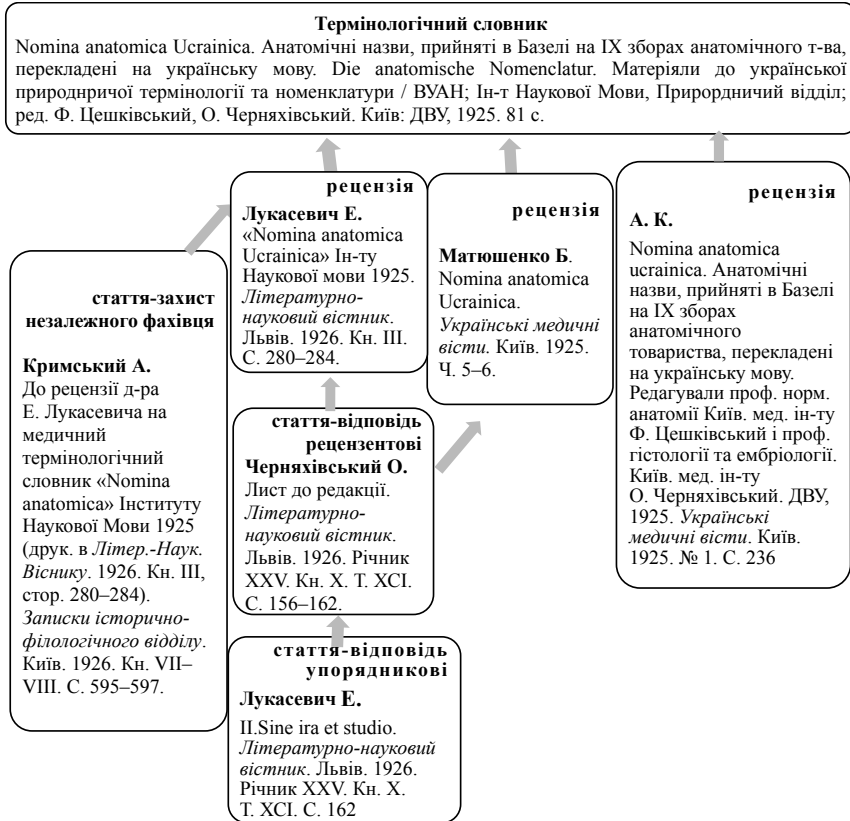 Термінологічний словник
Nomina anatomica Ucrainica. Анатомічні назви, прийняті в Базелі на IX зборах анатомічного т-ва,
перекладені на українську мову. Die anatomische Nomenclatur. Матеріяли до української
природнричої термінології та номенклатури / ВУАН; Ін-т Наукової Мови, Прирордничий відділ;
ред. Ф. Цешківський, О. Черняхівський. Київ: ДВУ, 1925. 81 с.
стаття-захист
незалежного фахівця
Кримський А.
До рецензії д-ра
Е. Лукасевича на
медичний
термінологічний
словник «Nomina
anatomica» Інституту
Наукової Мови 1925
(друк. в Літер.-Наук.
Віснику. 1926. Кн. III,
стор. 280–284).
Записки історично-
філологічного відділу.
Київ. 1926. Кн. VII–
VIII. С. 595–597.
рецензія
Лукасевич Е.
«Nomina anatomica
Ucrainica» Ін-ту
Наукової мови 1925.
Літературно-
науковий вістник.
Львів. 1926. Кн. III.
С. 280–284.
стаття-відповідь
рецензентові
Черняхівський О.
Лист до редакції.
Літературно-
науковий вістник.
Львів. 1926. Річник
XXV. Кн. X. Т. XCI.
С. 156–162.
стаття-відповідь
упорядникові
Лукасевич Е.
II.Sine ira et studio.
Літературно-науковий
вістник. Львів. 1926.
Річник XXV. Кн. X.
Т. XCI. С. 162
рецензія
Матюшенко Б.
Nomina anatomica
Ucrainica.
Українські медичні
вісти. Київ. 1925.
Ч. 5–6.
рецензія
А. К.
Nomina anatomica
ucrainica. Анатомічні
назви, прийняті в Базелі
на IX зборах
анатомічного
товариства, перекладені
на українську мову.
Редагували проф. норм.
анатомії Київ. мед. ін-ту
Ф. Цешківський і проф.
гістології та ембріології.
Київ. мед. ін-ту
О. Черняхівський. ДВУ,
1925. Українські
медичні вісти. Київ.
1925. № 1. С. 236